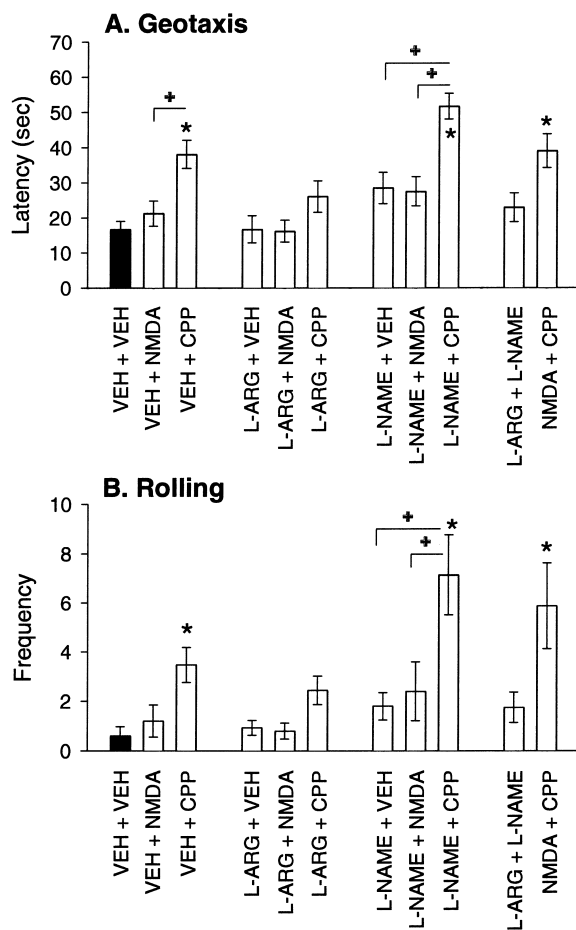 A. Geotaxis
Latency (sec)
70
60
50
40
30
20
10
0
+
*
+
+
*
*
VEH + VEH
VEH + NMDA
VEH + CPP
L-ARG + VEH
L-ARG + NMDA
L-ARG + CPP
L-NAME + VEH
L-NAME + NMDA
L-NAME + CPP
L-ARG + L-NAME
NMDA + CPP
B. Rolling
Frequency
10
8
6
4
2
0
*
+
+
*
*
VEH + VEH
VEH + NMDA
VEH + CPP
L-ARG + VEH
L-ARG + NMDA
L-ARG + CPP
L-NAME + VEH
L-NAME + NMDA
L-NAME + CPP
L-ARG + L-NAME
NMDA + CPP